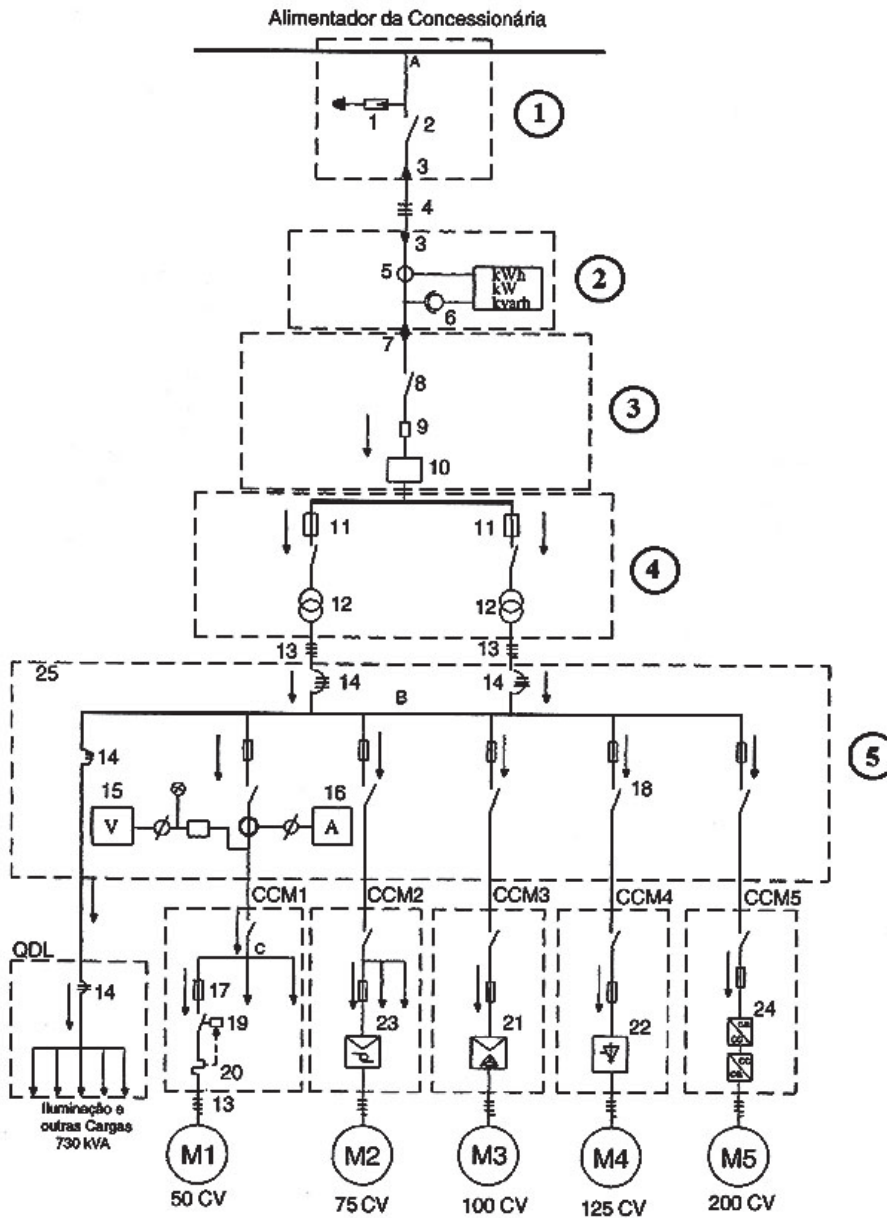 Alimentador da Concessionária
A
1
1
2
3
4
3
5
kWh
kW
kvarh
2
6
7
8
3
9
10
11
11
4
12
12
13
13
25
14
14
B
14
5
15
16
18
V
A
CCM1
CCM2
CCM3
CCM4
CCM5
QDL
C
14
17
19
23
21
22
24
20
Iluminação e
outras Cargas
730 kVA
13
M1
M2
M3
M4
M5
50 CV
75 CV
100 CV
125 CV
200 CV